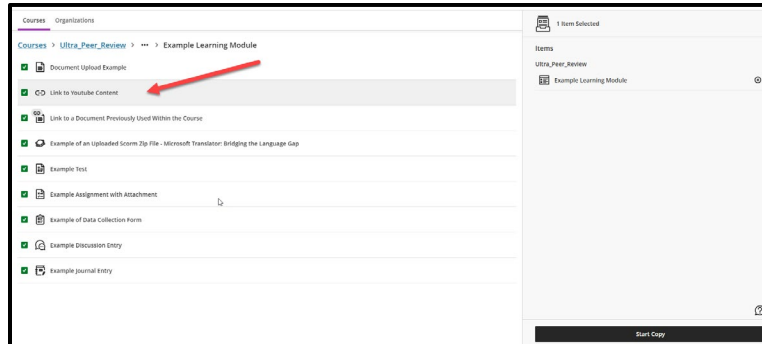 Courses Organizations
Courses > Ultra_Peer_Review > ••• > Example Learning Module
Document Upload Example
Link to Youtube Content
Link to a Document Previously Used Within the Course
Example of an Uploaded Scorm Zip File - Microsoft Translator: Bridging the Language Gap
Example Test
Example Assignment with Attachment
Example of Data Collection Form
Example Discussion Entry
Example Journal Entry
1 Item Selected
Items
Ultra_Peer_Review
Example Learning Module
Start Copy